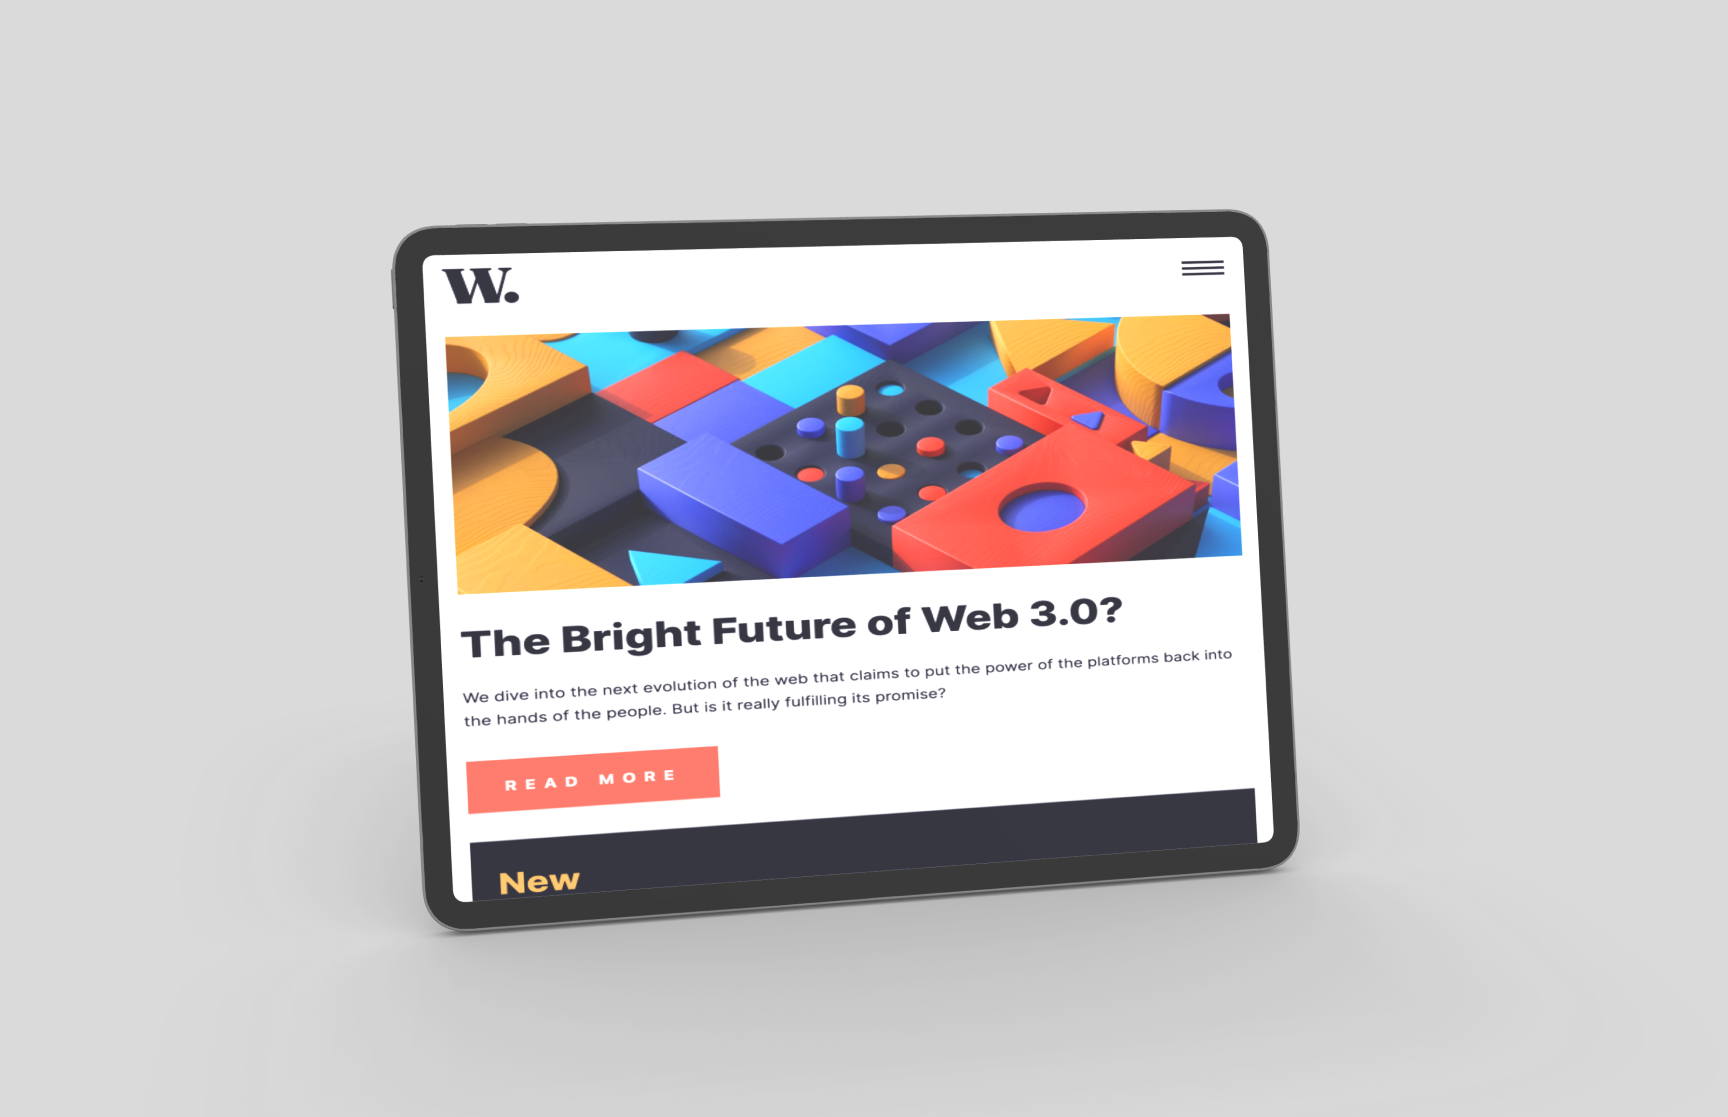 W.
The Bright Future of Web 3.0?
We dive into the next evolution of the web that claims to put the power of the platforms back into
the hands of the people. But is it really fulfilling its promise?
READ MORE
New